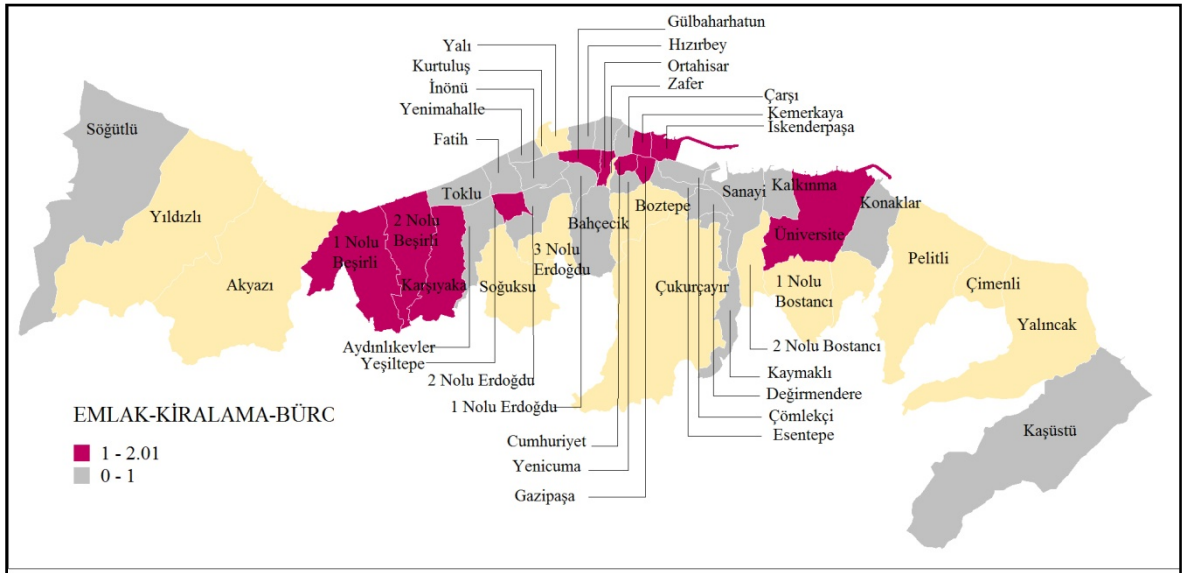 Gülbaharhatun
Yalı
Hızırbey
Kurtuluş
Ortahisar
İnönü
Zafer
Yenimahalle
Çarşı
Kemerkaya
Fatih
İskenderpaşa
Söğütlü
Toklu
Sanayi
Kalkınma
Konaklar
Yıldızlı
2 Nolu
Beşirli
Bahçecik
Boztepe
1 Nolu
Beşirli
Üniversite
3 Nolu
Erdoğdu
Pelitli
Akyazı
Karşıyaka
Soğuksu
Çukurçayır
1 Nolu
Bostancı
Çimenli
Yalıncak
Aydınlıkevler
Yeşiltepe
2 Nolu Bostancı
2 Nolu Erdoğdu
Kaymaklı
Değirmendere
1 Nolu Erdoğdu
Çömlekçi
EMLAK-KİRALAMA-BÜRC
Esentepe
Cumhuriyet
Kaşüstü
1 - 2.01
Yenicuma
0 - 1
Gazipaşa